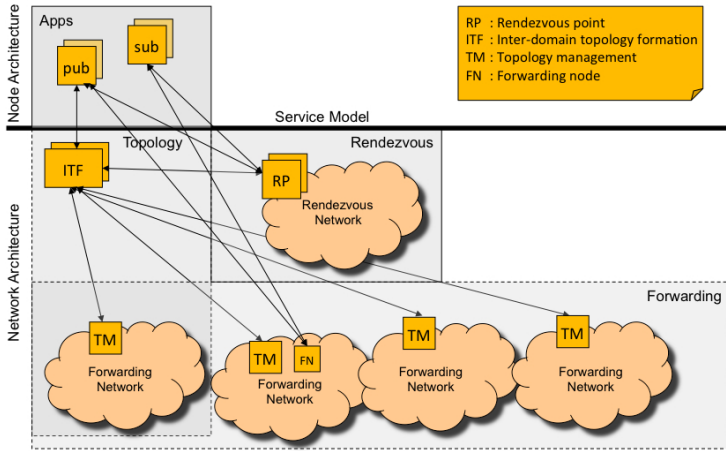 Apps
pub
sub
RP : Rendezvous point
ITF : Inter-domain topology formation
TM : Topology management
FN : Forwarding node
Node Architecture
Service Model
Topology
Rendezvous
ITF
RP
Rendezvous
Network
Network Architecture
Forwarding
TM
Forwarding
Network
TM
FN
Forwarding
Network
TM
Forwarding
Network
TM
Forwarding
Network